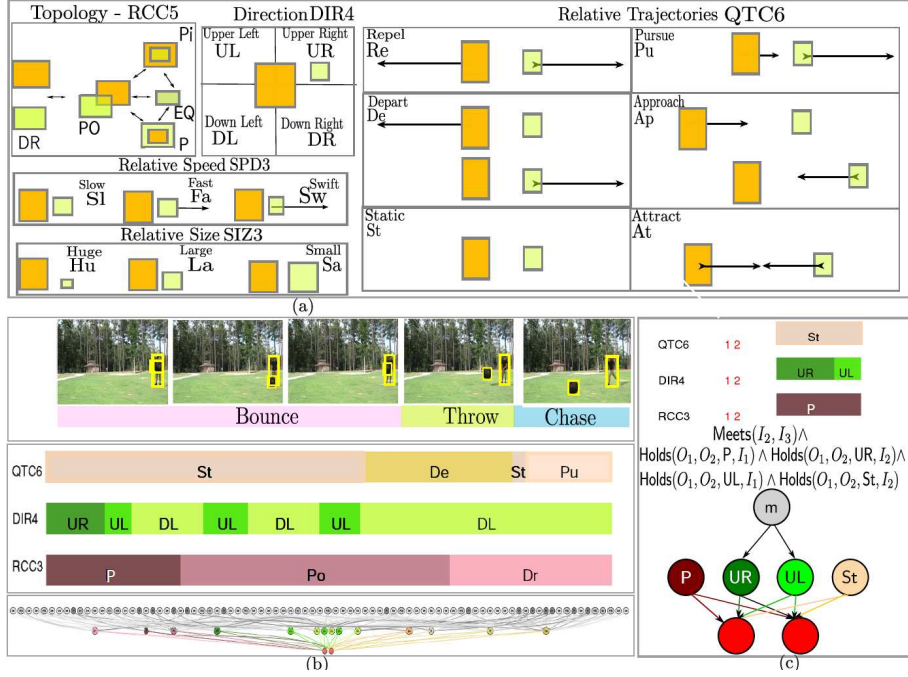 Topology - RCC5
Direction DIR4
Relative Trajectories QTC6
Pi
DR
PO
EQ
P
Upper Left
UL
Upper Right
UR
Down Left
DL
Down Right
DR
Repel
Re
Pursue
Pu
Depart
De
Approach
Ap
Static
St
Attract
At
Relative Speed SPD3
Slow
Sl
Fast
Fa
Swift
Sw
Relative Size SIZ3
Huge
Hu
Large
La
Small
Sa
(a)
Bounce
Throw
Chase
QTC6
St
De
St
Pu
DIR4
UR
UL
DL
UL
DL
UL
DL
RCC3
P
Po
Dr
(b)
QTC6
1 2
St
DIR4
1 2
UR
UL
RCC3
1 2
P
Meets(I₂, I₃)∧
Holds(O₁, O₂, P, I₁) ∧ Holds(O₁, O₂, UR, I₂)∧
Holds(O₁, O₂, UL, I₁) ∧ Holds(O₁, O₂, St, I₂)
m
P
UR
UL
St
(c)